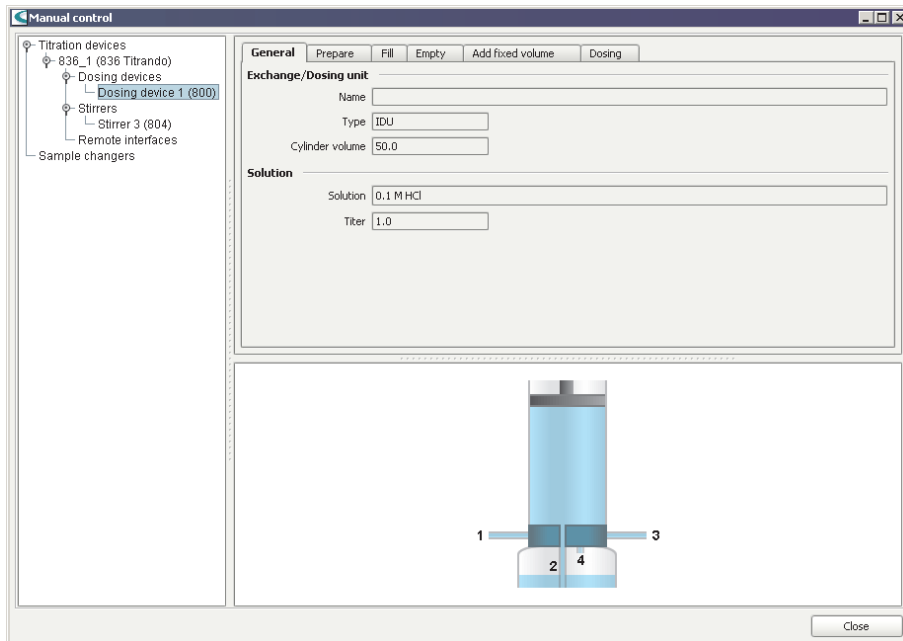 Manual control
Titration devices
836_1 (836 Titrando)
Dosing devices
Dosing device 1 (800)
Stirrers
Stirrer 3 (804)
Remote interfaces
Sample changers
General Prepare Fill Empty Add fixed volume Dosing
Exchange/Dosing unit
Name
Type IDU
Cylinder volume 50.0
Solution
Solution 0.1 M HCl
Titer 1.0
1 3
2 4
Close